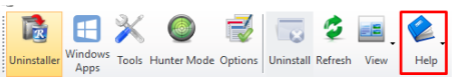 Uninstaller
Windows
Apps
Tools
Hunter Mode
Options
Uninstall
Refresh
View
Help